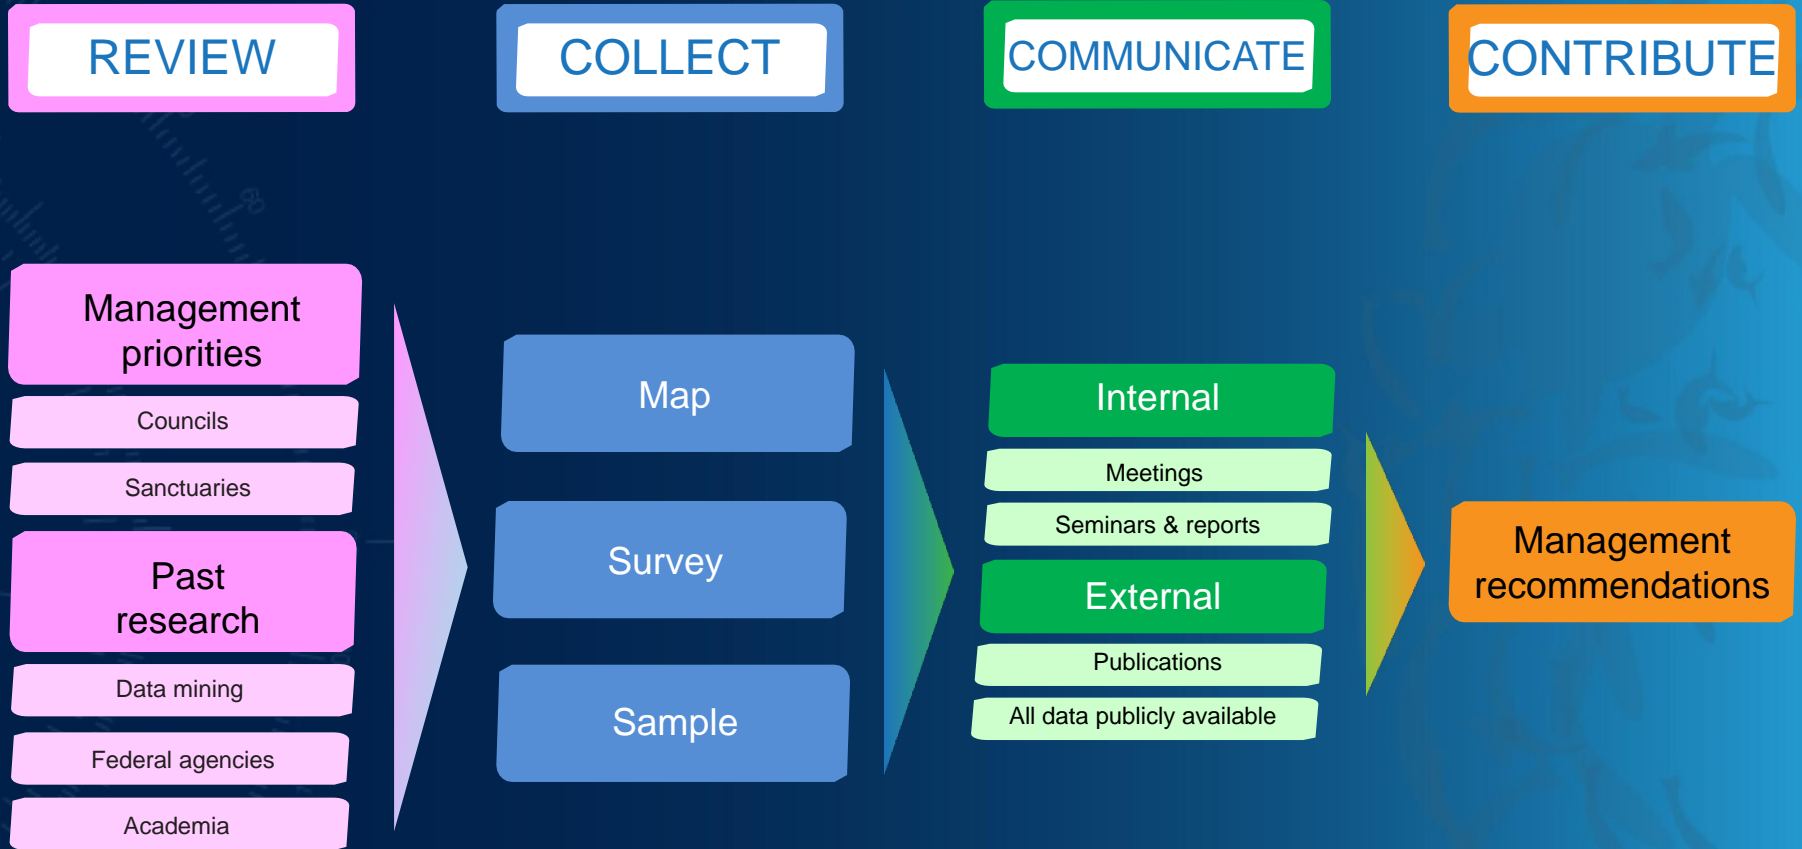 REVIEW
COLLECT
COMMUNICATE
CONTRIBUTE
Management
priorities
Councils
Sanctuaries
Past
research
Data mining
Federal agencies
Academia
Map
Survey
Sample
Internal
Meetings
Seminars & reports
External
Publications
All data publicly available
Management
recommendations
60